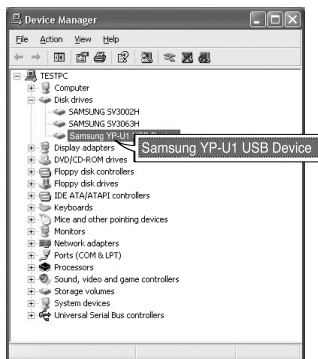 Device Manager
File Action View Help
TESTPC
Computer
Disk drives
SAMSUNG SV3002H
SAMSUNG SV3063H
Samsung YP-U1 USB Device
Samsung YP-U1 USB Device
Display adapters
DVD/CD-ROM drives
Floppy disk controllers
Floppy disk drives
IDE ATA/ATAPI controllers
Keyboards
Mice and other pointing devices
Monitors
Network adapters
Ports (COM & LPT)
Processors
Sound, video and game controllers
Storage volumes
System devices
Universal Serial Bus controllers